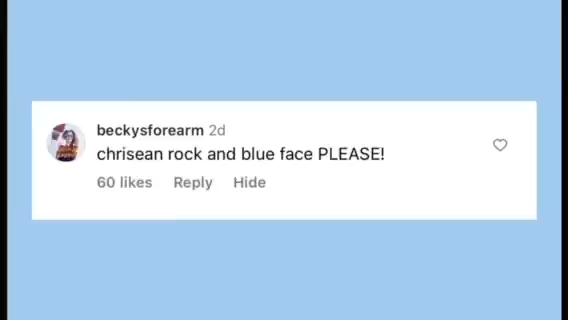 beckysforearm 2d
chrisean rock and blue face PLEASE!
60 likes Reply Hide